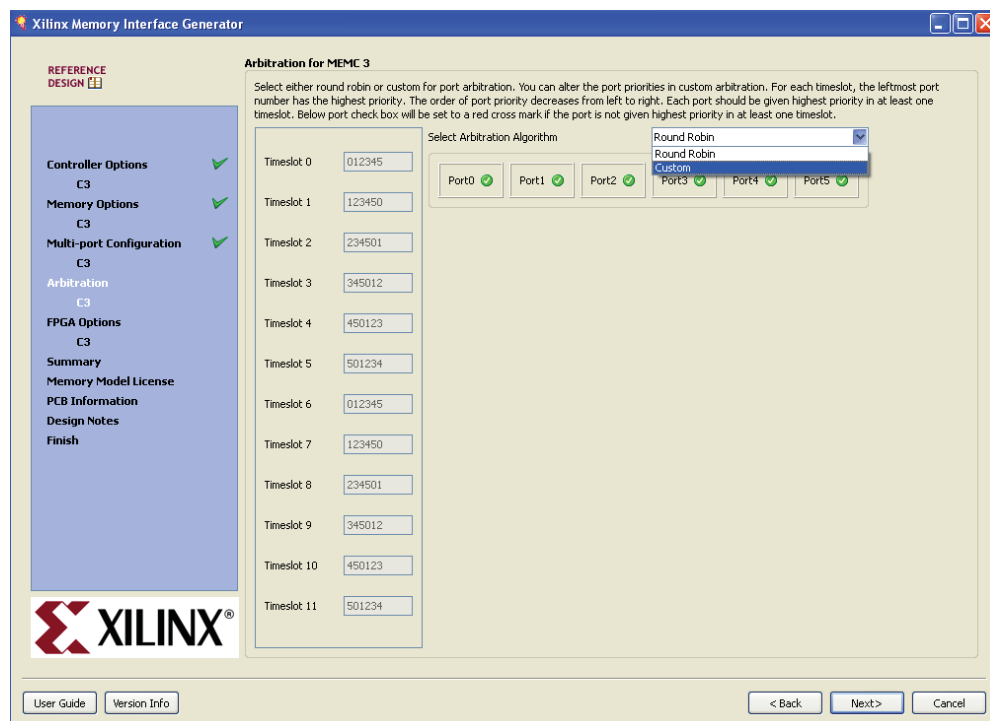 Xilinx Memory Interface Generator
REFERENCE
DESIGN
Controller Options
C3
Memory Options
C3
Multi-port Configuration
C3
Arbitration
C3
FPGA Options
C3
Summary
Memory Model License
PCB Information
Design Notes
Finish
XILINX®
Arbitration for MEMC 3
Select either round robin or custom for port arbitration. You can alter the port priorities in custom arbitration. For each timeslot, the leftmost port
number has the highest priority. The order of port priority decreases from left to right. Each port should be given highest priority in at least one
timeslot. Below port check box will be set to a red cross mark if the port is not given highest priority in at least one timeslot.
Timeslot 0 012345
Timeslot 1 123450
Timeslot 2 234501
Timeslot 3 345012
Timeslot 4 450123
Timeslot 5 501234
Timeslot 6 012345
Timeslot 7 123450
Timeslot 8 234501
Timeslot 9 345012
Timeslot 10 450123
Timeslot 11 501234
Select Arbitration Algorithm Round Robin
Round Robin
Custom
Port0 Port1 Port2 Port3 Port4 Port5
User Guide Version Info < Back Next> Cancel